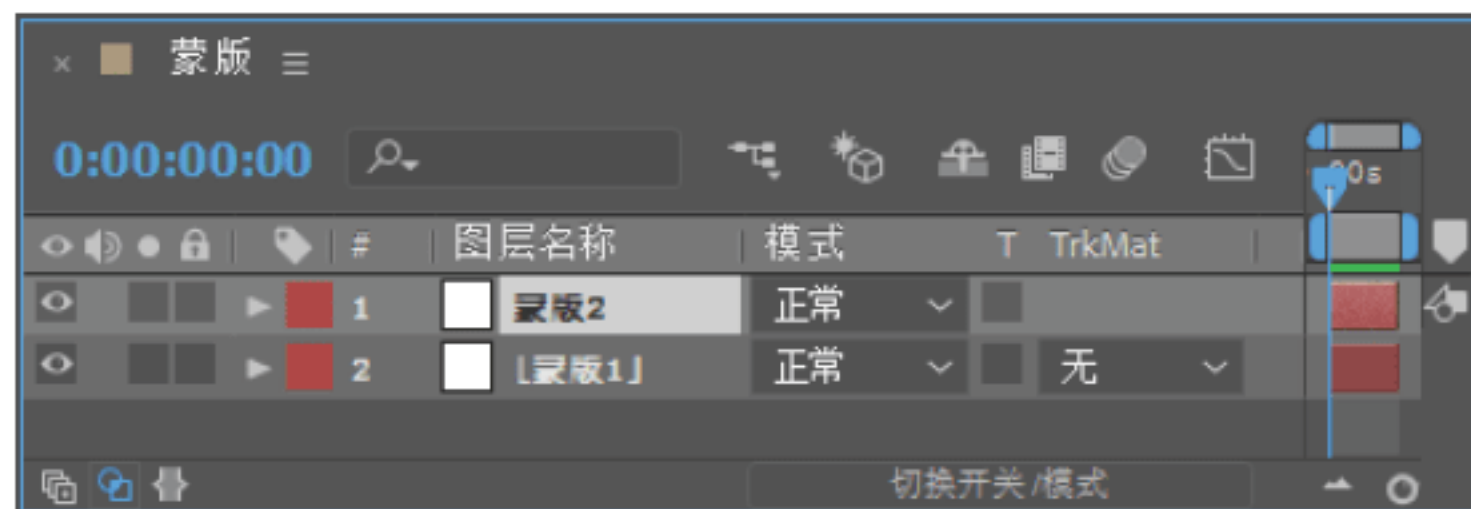 × 蒙版 ≡
0:00:00:00
00s
# 图层名称 模式 T TrkMat
1 蒙版2 正常
2 [蒙版1] 正常 无
切换开关/模式